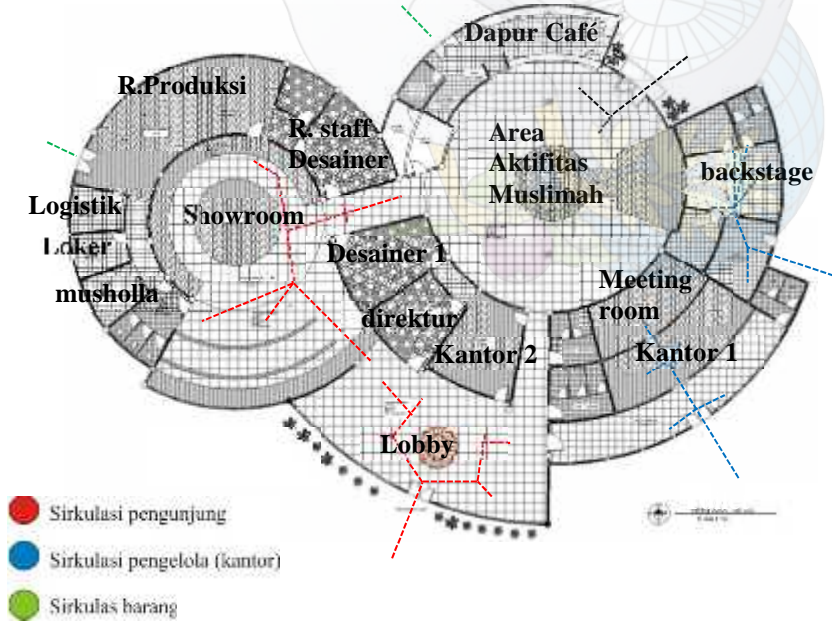 Dapur Café
R.Produksi
R. staff
Desainer
Area
Aktifitas
Muslimah
backstage
Logistik
Showroom
Loker
Desainer 1
musholla
Meeting
room
direktur
Kantor 2
Kantor 1
Lobby
Sirkulasi pengunjung
Sirkulasi pengelola (kantor)
Sirkulas barang